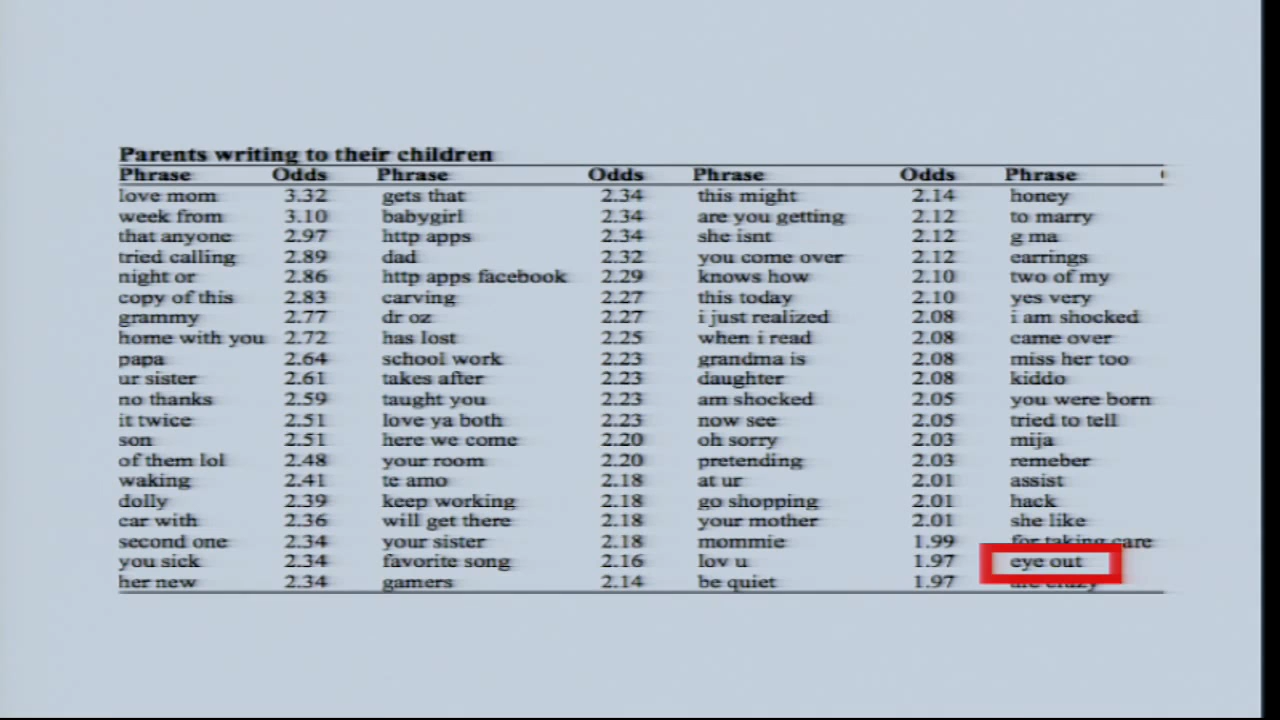 Parents writing to their children
Phrase Odds Phrase Odds Phrase Odds Phrase
love mom 3.32 gets that 2.34 this might 2.14 honey
week from 3.10 babygirl 2.34 are you getting 2.12 to marry
that anyone 2.97 http apps 2.34 she isnt 2.12 g ma
tried calling 2.89 dad 2.32 you come over 2.12 earrings
night or 2.86 http apps facebook 2.29 knows how 2.10 two of my
copy of this 2.83 carving 2.27 this today 2.10 yes very
grammy 2.77 dr oz 2.27 i just realized 2.08 i am shocked
home with you 2.72 has lost 2.25 when i read 2.08 came over
papa 2.64 school work 2.23 grandma is 2.08 miss her too
ur sister 2.61 takes after 2.23 daughter 2.08 kiddo
no thanks 2.59 taught you 2.23 am shocked 2.05 you were born
it twice 2.51 love ya both 2.23 now see 2.05 tried to tell
son 2.51 here we come 2.20 oh sorry 2.03 mija
of them lol 2.48 your room 2.20 pretending 2.03 remeber
waking 2.41 te amo 2.18 at ur 2.01 assist
dolly 2.39 keep working 2.18 go shopping 2.01 hack
car with 2.36 will get there 2.18 your mother 2.01 she like
second one 2.34 your sister 2.18 mommie 1.99 for taking care
you sick 2.34 favorite song 2.16 lov u 1.97 eye out
her new 2.34 gamers 2.14 be quiet 1.97 are crazy